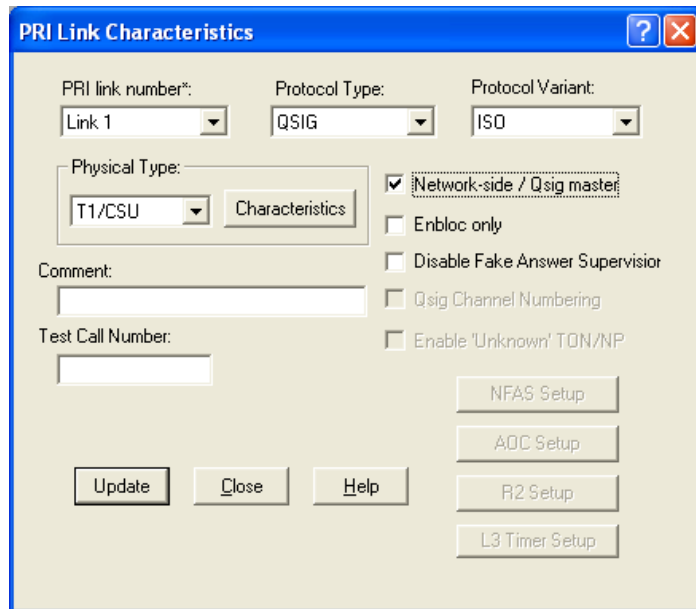 PRI Link Characteristics
PRI link number*:
Protocol Type:
Protocol Variant:
Link 1
QSIG
ISO
Physical Type:
T1/CSU
Characteristics
Network-side / Qsig master
Enbloc only
Disable Fake Answer Supervision
Comment:
Qsig Channel Numbering
Test Call Number:
Enable 'Unknown' TON/NP
NFAS Setup
AOC Setup
Update
Close
Help
R2 Setup
L3 Timer Setup